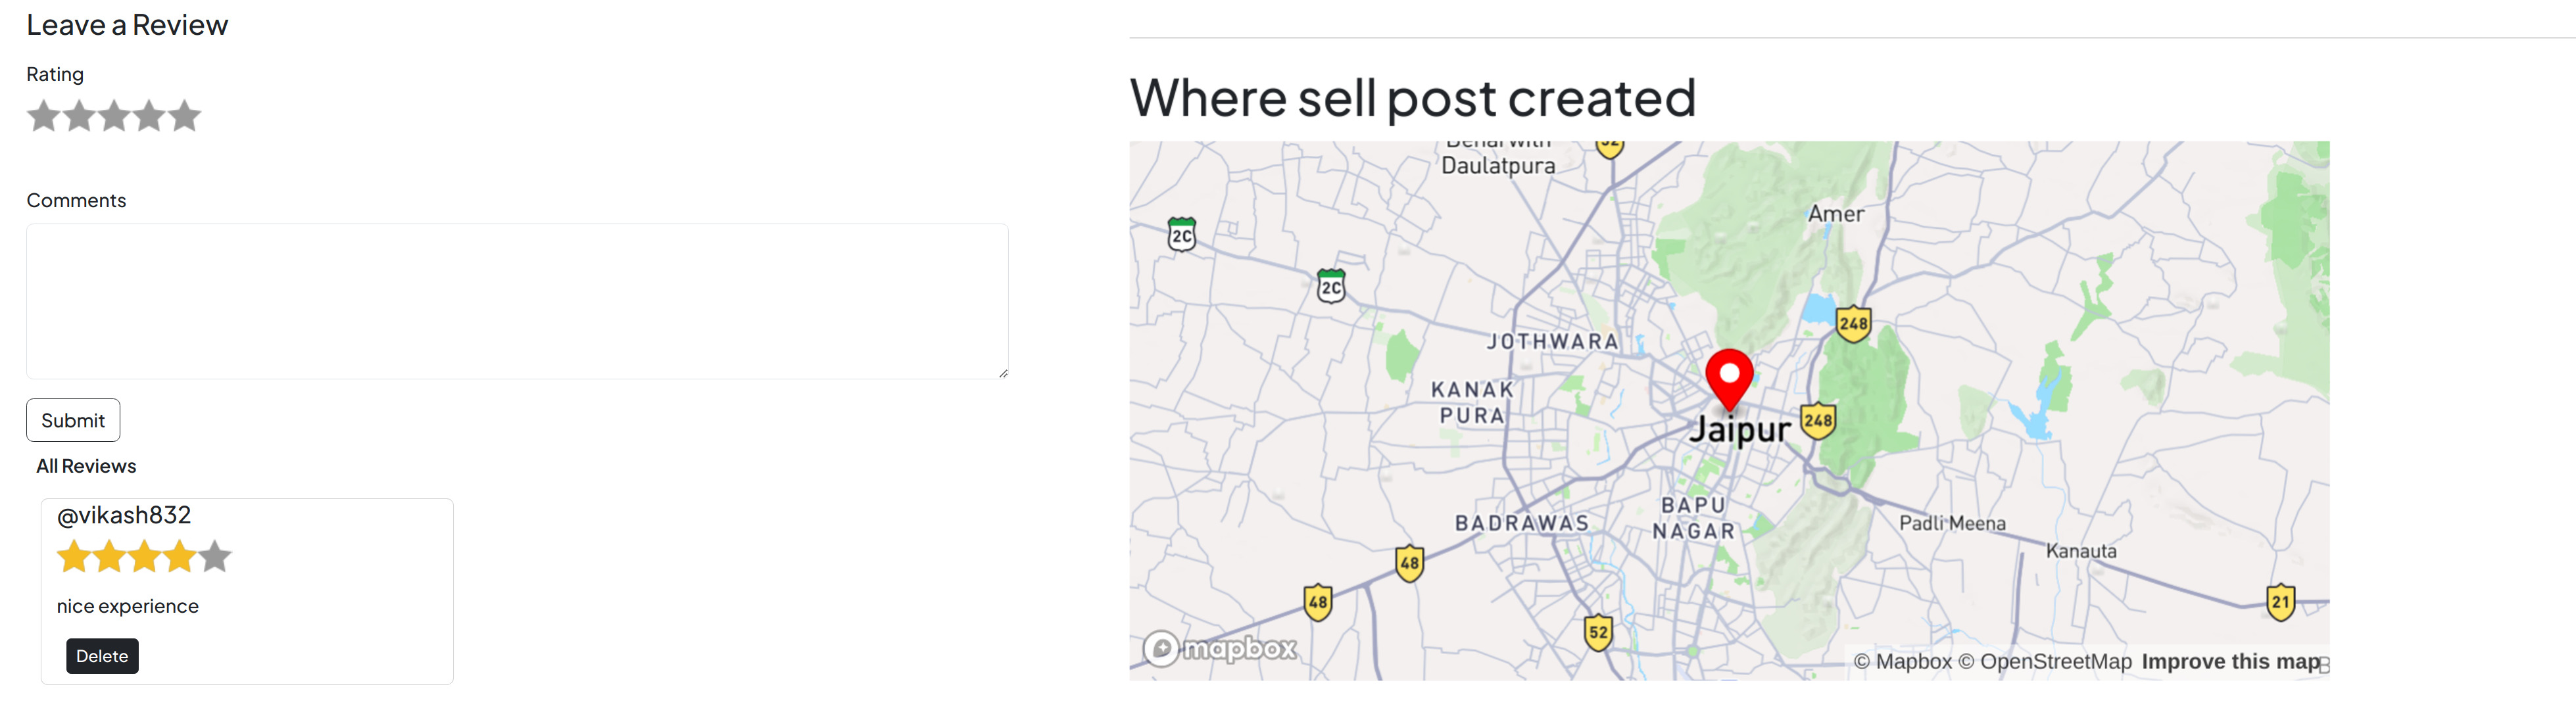 Leave a Review
Rating
Comments
Submit
All Reviews
@vikash832
nice experience
Delete
Where sell post created
Daulatpura
Amer
2C
2C
248
JOTHWARA
KANAK
PURA
248
Jaipur
BAPU
NAGAR
BADRAWAS
Padli Meena
Kanauta
48
48
52
21
mapbox
© Mapbox © OpenStreetMap Improve this map